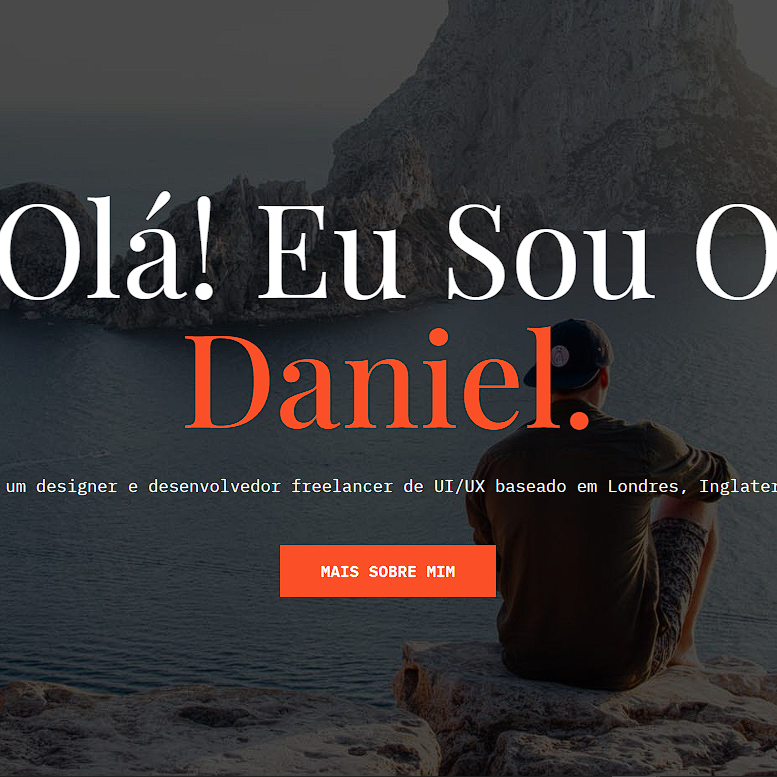 Olá! Eu Sou O
Daniel.
um designer e desenvolvedor freelancer de UI/UX baseado em Londres, Inglater
MAIS SOBRE MIM